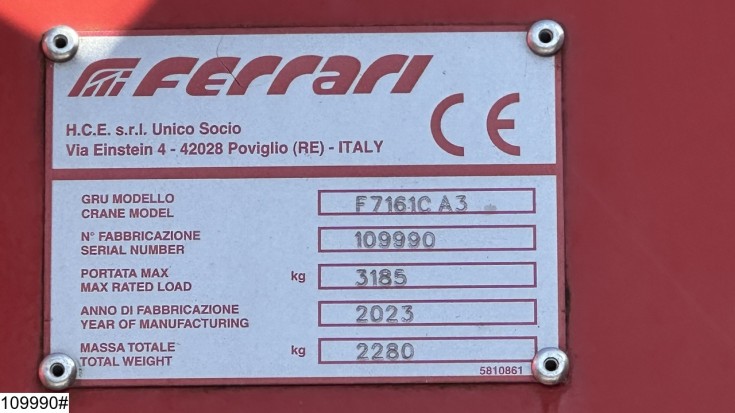 Ferrari
CE
H.C.E. s.r.l. Unico Socio
Via Einstein 4 - 42028 Poviglio (RE) - ITALY
GRU MODELLO
CRANE MODEL
F7161C A3
N° FABBRICAZIONE
SERIAL NUMBER
109990
PORTATA MAX
MAX RATED LOAD
kg
3185
ANNO DI FABBRICAZIONE
YEAR OF MANUFACTURING
2023
MASSA TOTALE
TOTAL WEIGHT
kg
2280
5810861
109990#